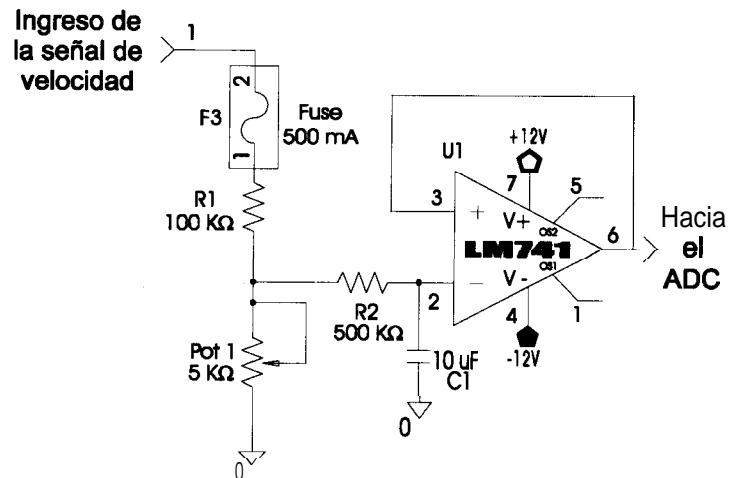 Ingreso de
la señal de
velocidad
1
2
F3
1
Fuse
500 mA
R1
100 KΩ
Pot 1
5 KΩ
0
R2
500 KΩ
10 uF
C1
0
U1
3
+
2
−
+12V
7
V+
5
OS2
LM741
OS1
V -
4
-12V
1
6
Hacia
el
ADC